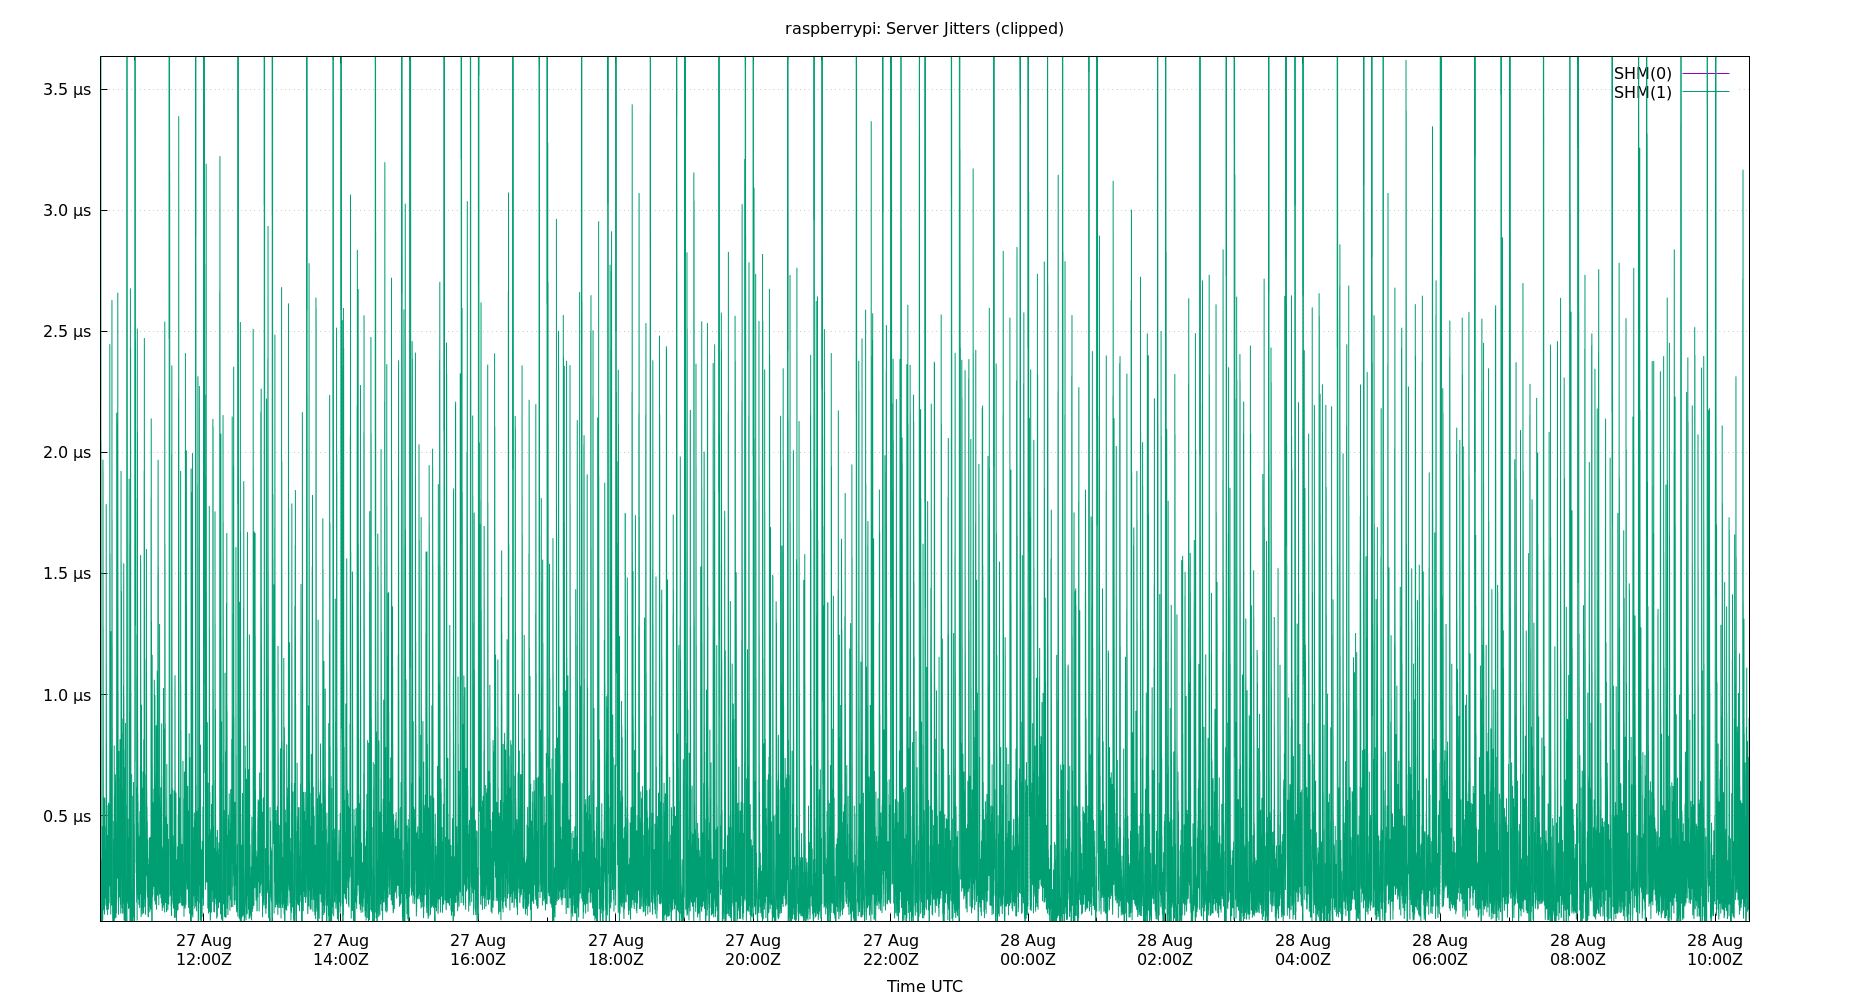 raspberrypi: Server Jitters (clipped)
SHM(0)
SHM(1)
3.5 µs
3.0 µs
2.5 µs
2.0 µs
1.5 µs
1.0 µs
0.5 µs
27 Aug 27 Aug 27 Aug 27 Aug 27 Aug 27 Aug 28 Aug 28 Aug 28 Aug 28 Aug 28 Aug 28 Aug
12:00Z 14:00Z 16:00Z 18:00Z 20:00Z 22:00Z 00:00Z 02:00Z 04:00Z 06:00Z 08:00Z 10:00Z
Time UTC